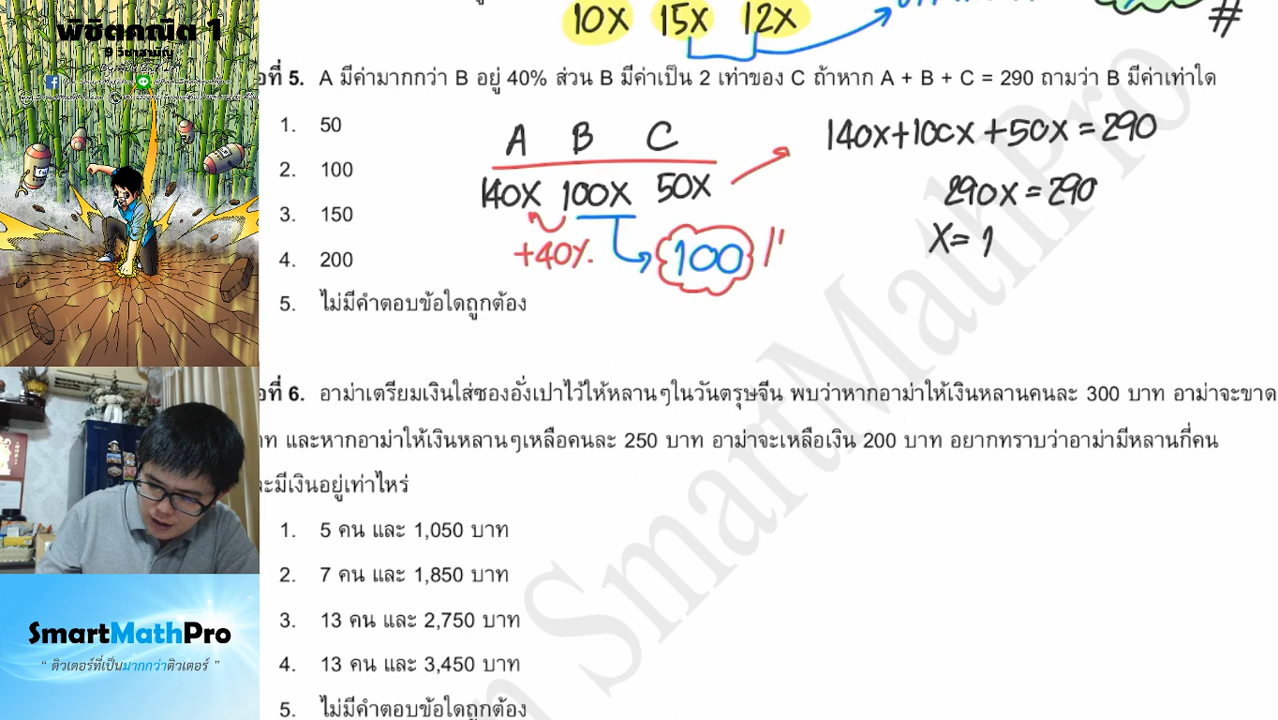 พิชิตคณิต 1
9 วิชาสามัญ
10X 15X 12X
#
อที่ 5. A มีค่ามากกว่า B อยู่ 40% ส่วน B มีค่าเป็น 2 เท่าของ C ถ้าหาก A + B + C = 290 ถามว่า B มีค่าเท่าใด
1. 50
2. 100
3. 150
4. 200
5. ไม่มีคำตอบข้อใดถูกต้อง
A B C
140X 100X 50X
+40%
100
140X+100X+50X=290
290X=290
X=1
อที่ 6. อาม่าเตรียมเงินใส่ซองอั่งเปาไว้ให้หลานๆในวันตรุษจีน พบว่าหากอาม่าให้เงินหลานคนละ 300 บาท อาม่าจะขาด
าท และหากอาม่าให้เงินหลานๆเหลือคนละ 250 บาท อาม่าจะเหลือเงิน 200 บาท อยากทราบว่าอาม่ามีหลานกี่คน
ละมีเงินอยู่เท่าไหร่
1. 5 คน และ 1,050 บาท
2. 7 คน และ 1,850 บาท
3. 13 คน และ 2,750 บาท
4. 13 คน และ 3,450 บาท
5. ไม่มีคำตอบข้อใดถูกต้อง
SmartMathPro
SmartMathPro
“ ติวเตอร์ที่เป็นมากกว่าติวเตอร์ ”